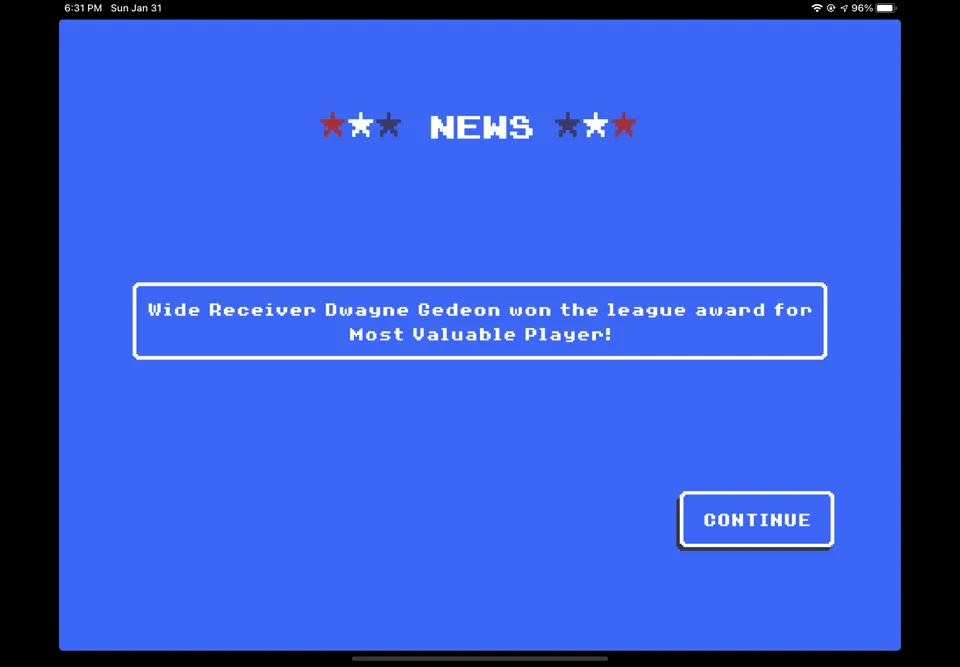 6:31 PM Sun Jan 31 96%
NEWS
Wide Receiver Dwayne Gedeon won the league award for
Most Valuable Player!
CONTINUE